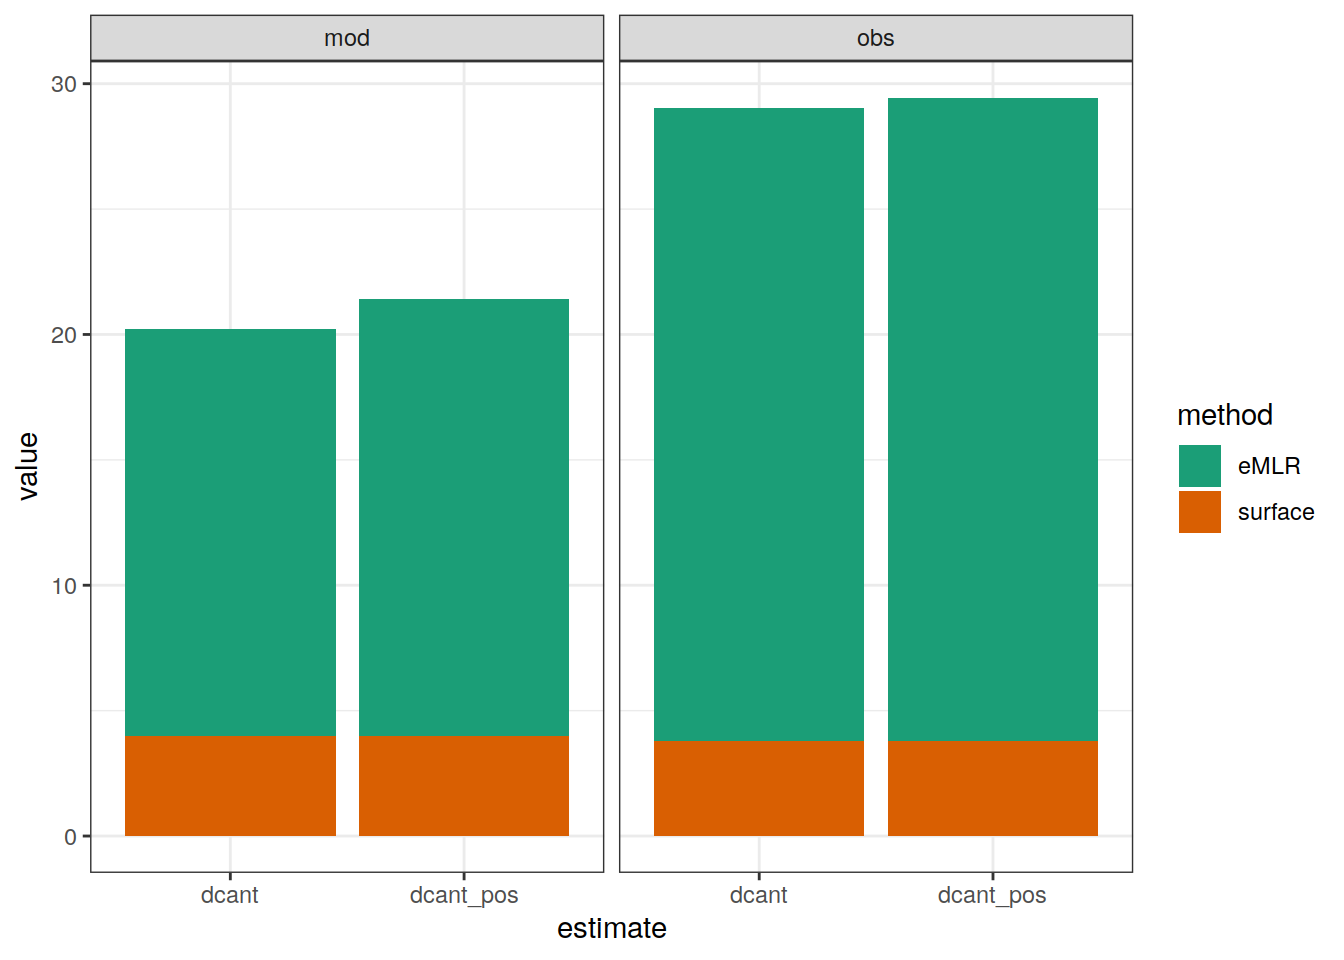 mod
obs
30
20
10
0
value
dcant
dcant_pos
dcant
dcant_pos
estimate
method
eMLR
surface